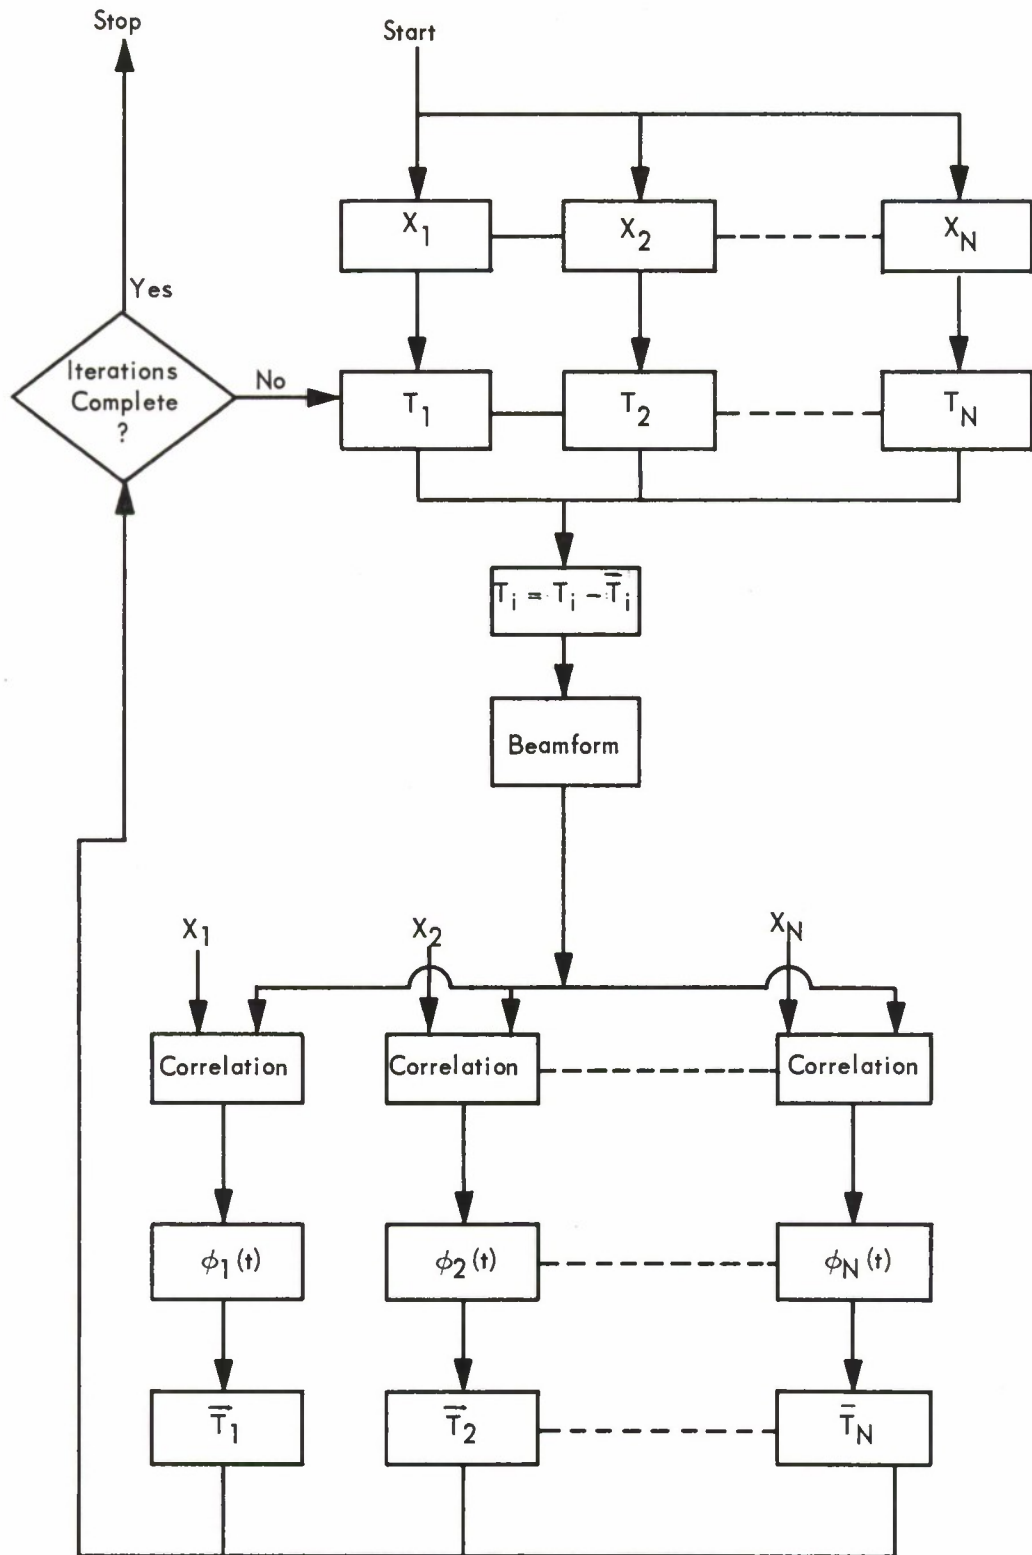 Stop
Start
X1
X2
XN
Yes
Iterations
Complete
?
No
T1
T2
TN
Ti = Ti − T̅i
Beamform
X1
X2
XN
Correlation
Correlation
Correlation
ϕ1(t)
ϕ2(t)
ϕN(t)
T̅1
T̅2
T̅N